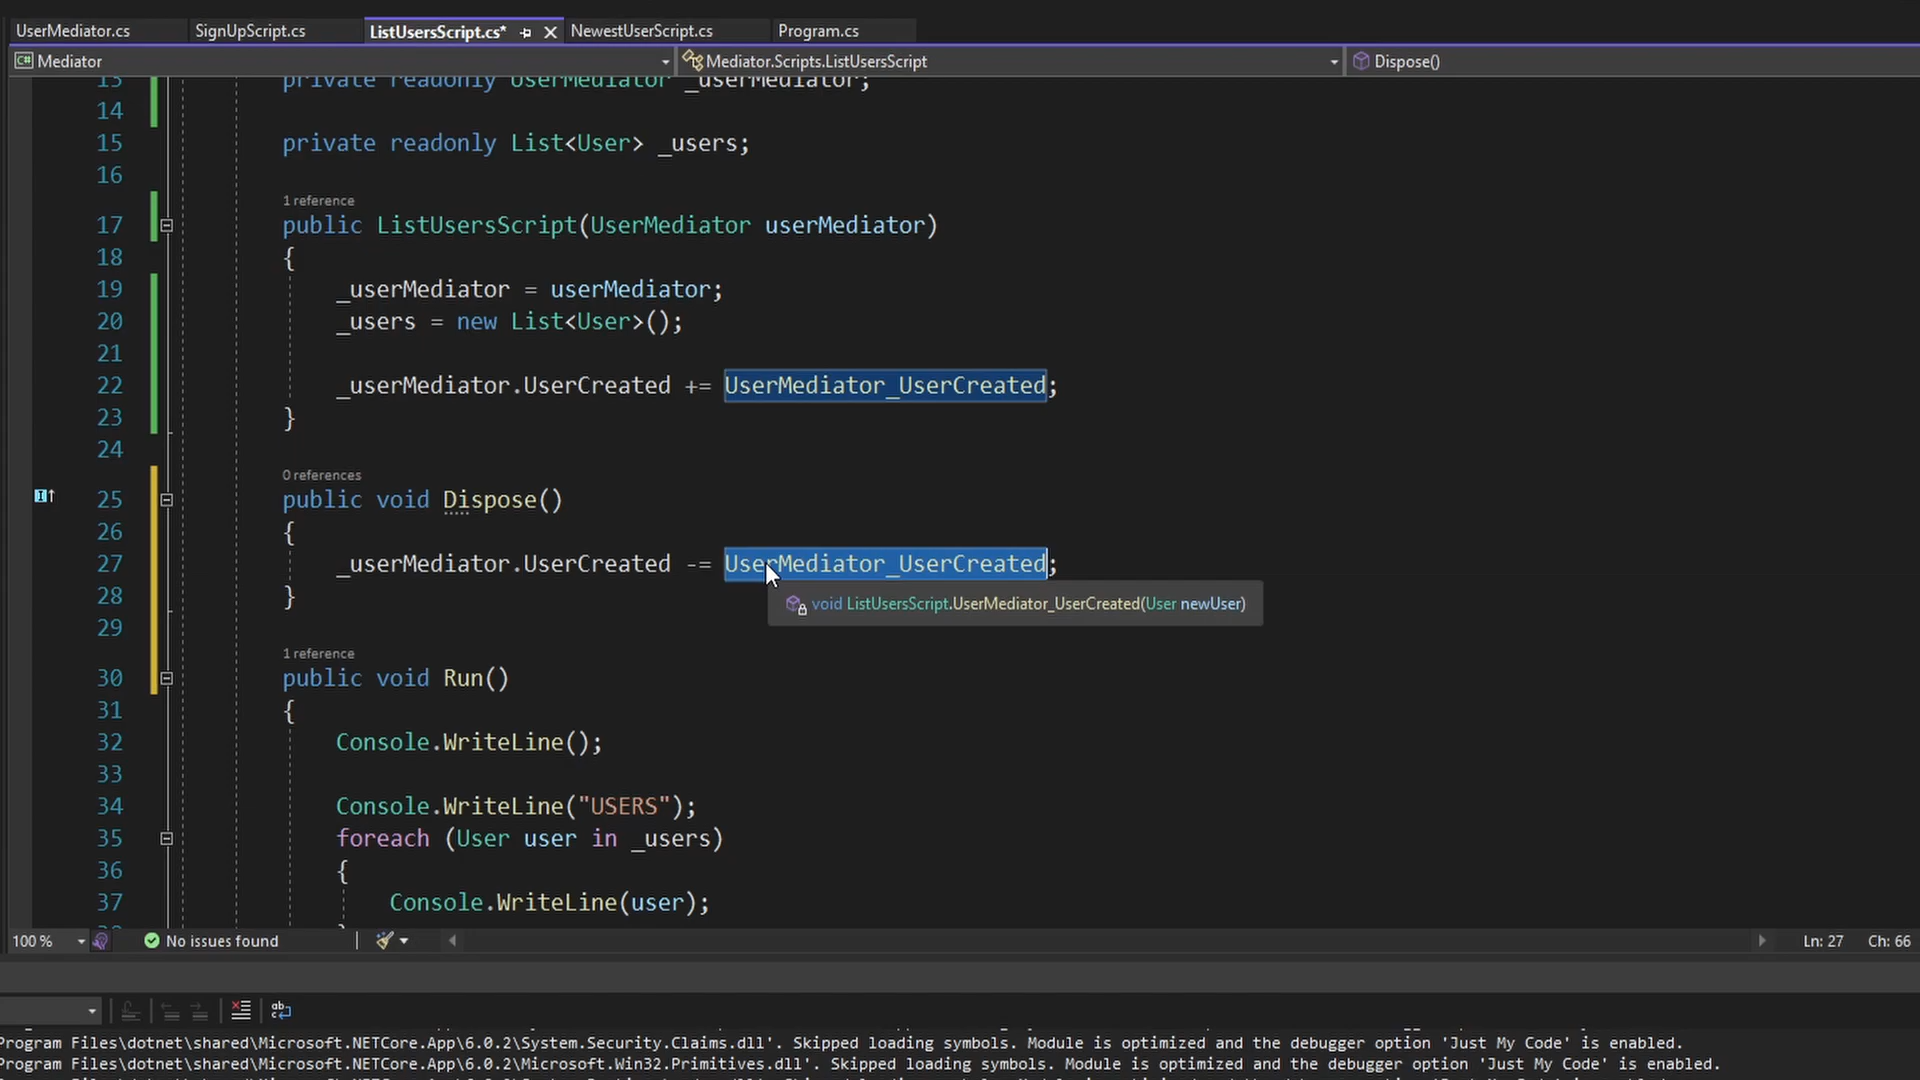 UserMediator.cs SignUpScript.cs ListUsersScript.cs* NewestUserScript.cs Program.cs
C# Mediator Mediator.Scripts.ListUsersScript Dispose()
13 private readonly UserMediator _userMediator;
14
15 private readonly List<User> _users;
16
1 reference
17 public ListUsersScript(UserMediator userMediator)
18 {
19 _userMediator = userMediator;
20 _users = new List<User>();
21
22 _userMediator.UserCreated += UserMediator_UserCreated;
23 }
24
0 references
25 public void Dispose()
26 {
27 _userMediator.UserCreated -= UserMediator_UserCreated;
28 }
void ListUsersScript.UserMediator_UserCreated(User newUser)
29
1 reference
30 public void Run()
31 {
32 Console.WriteLine();
33
34 Console.WriteLine("USERS");
35 foreach (User user in _users)
36 {
37 Console.WriteLine(user);
100 % No issues found Ln: 27 Ch: 66
Program Files\dotnet\shared\Microsoft.NETCore.App\6.0.2\System.Security.Claims.dll'. Skipped loading symbols. Module is optimized and the debugger option 'Just My Code' is enabled.
Program Files\dotnet\shared\Microsoft.NETCore.App\6.0.2\Microsoft.Win32.Primitives.dll'. Skipped loading symbols. Module is optimized and the debugger option 'Just My Code' is enabled.